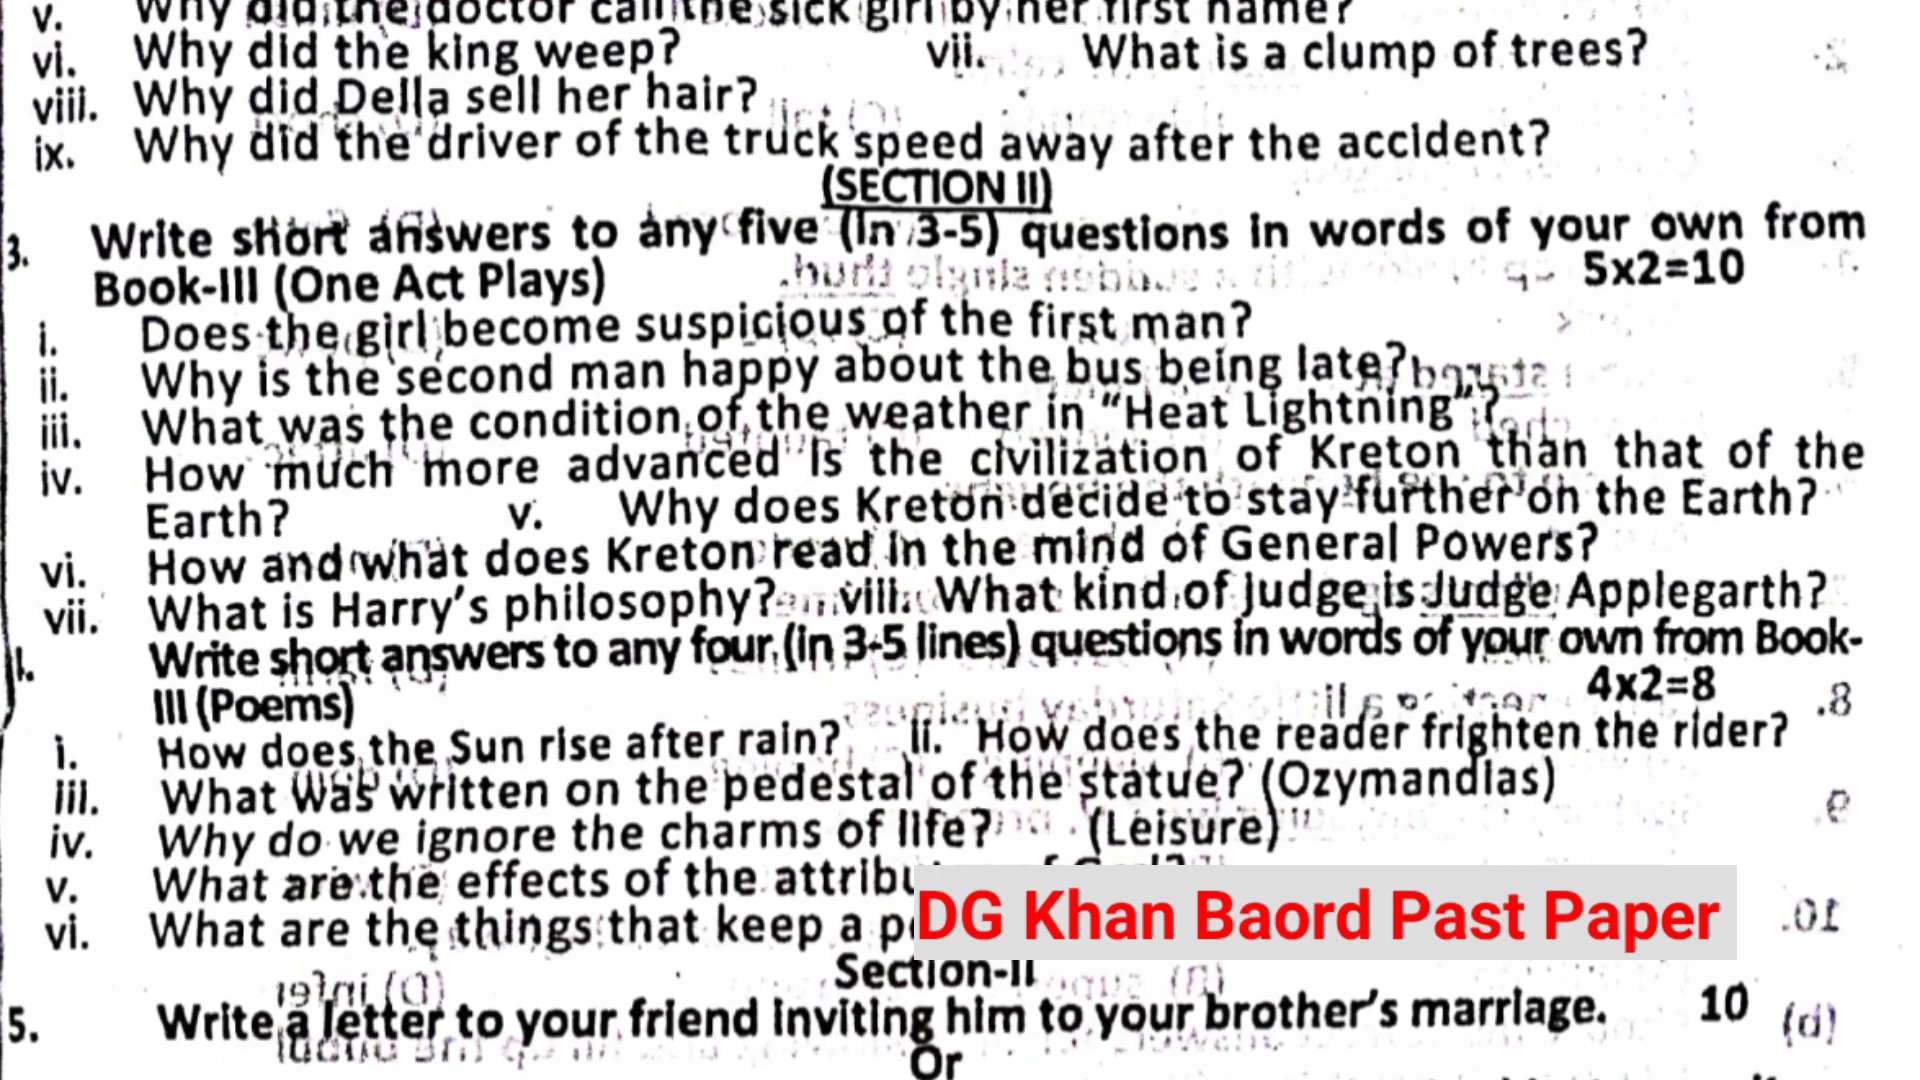 v. Why did the doctor call the sick girl by her first name?
vi. Why did the king weep? vii. What is a clump of trees?
viii. Why did Della sell her hair?
ix. Why did the driver of the truck speed away after the accident?
(SECTION II)
3. Write short answers to any five (In 3-5) questions in words of your own from
Book-III (One Act Plays) 5x2=10
i. Does the girl become suspicious of the first man?
ii. Why is the second man happy about the bus being late?
iii. What was the condition of the weather in "Heat Lightning"?
iv. How much more advanced is the civilization of Kreton than that of the
Earth? v. Why does Kreton decide to stay further on the Earth?
vi. How and what does Kreton read in the mind of General Powers?
vii. What is Harry's philosophy? viii. What kind of judge is Judge Applegarth?
Write short answers to any four (in 3-5 lines) questions in words of your own from Book-
III (Poems) 4x2=8
i. How does the Sun rise after rain? ii. How does the reader frighten the rider?
iii. What was written on the pedestal of the statue? (Ozymandias)
iv. Why do we ignore the charms of life? (Leisure)
v. What are the effects of the
vi. What are the things that keep a
DG Khan Baord Past Paper
Section-II
5. Write a letter to your friend inviting him to your brother's marriage. 10
Or